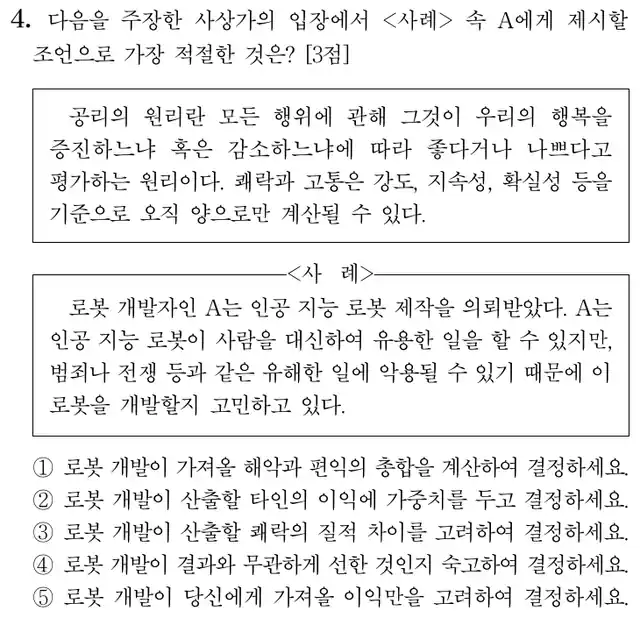 4. 다음을 주장한 사상가의 입장에서 <사례> 속 A에게 제시할
조언으로 가장 적절한 것은? [3점]
공리의 원리란 모든 행위에 관해 그것이 우리의 행복을
증진하느냐 혹은 감소하느냐에 따라 좋다거나 나쁘다고
평가하는 원리이다. 쾌락과 고통은 강도, 지속성, 확실성 등을
기준으로 오직 양으로만 계산될 수 있다.
<사 례>
로봇 개발자인 A는 인공 지능 로봇 제작을 의뢰받았다. A는
인공 지능 로봇이 사람을 대신하여 유용한 일을 할 수 있지만,
범죄나 전쟁 등과 같은 유해한 일에 악용될 수 있기 때문에 이
로봇을 개발할지 고민하고 있다.
① 로봇 개발이 가져올 해악과 편익의 총합을 계산하여 결정하세요.
② 로봇 개발이 산출할 타인의 이익에 가중치를 두고 결정하세요.
③ 로봇 개발이 산출할 쾌락의 질적 차이를 고려하여 결정하세요.
④ 로봇 개발이 결과와 무관하게 선한 것인지 숙고하여 결정하세요.
⑤ 로봇 개발이 당신에게 가져올 이익만을 고려하여 결정하세요.